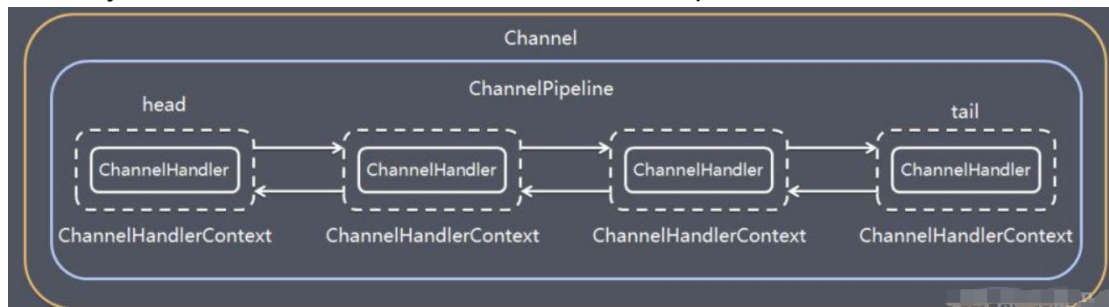 Channel
ChannelPipeline
head
tail
ChannelHandler ChannelHandler ChannelHandler ChannelHandler
ChannelHandlerContext ChannelHandlerContext ChannelHandlerContext ChannelHandlerContext